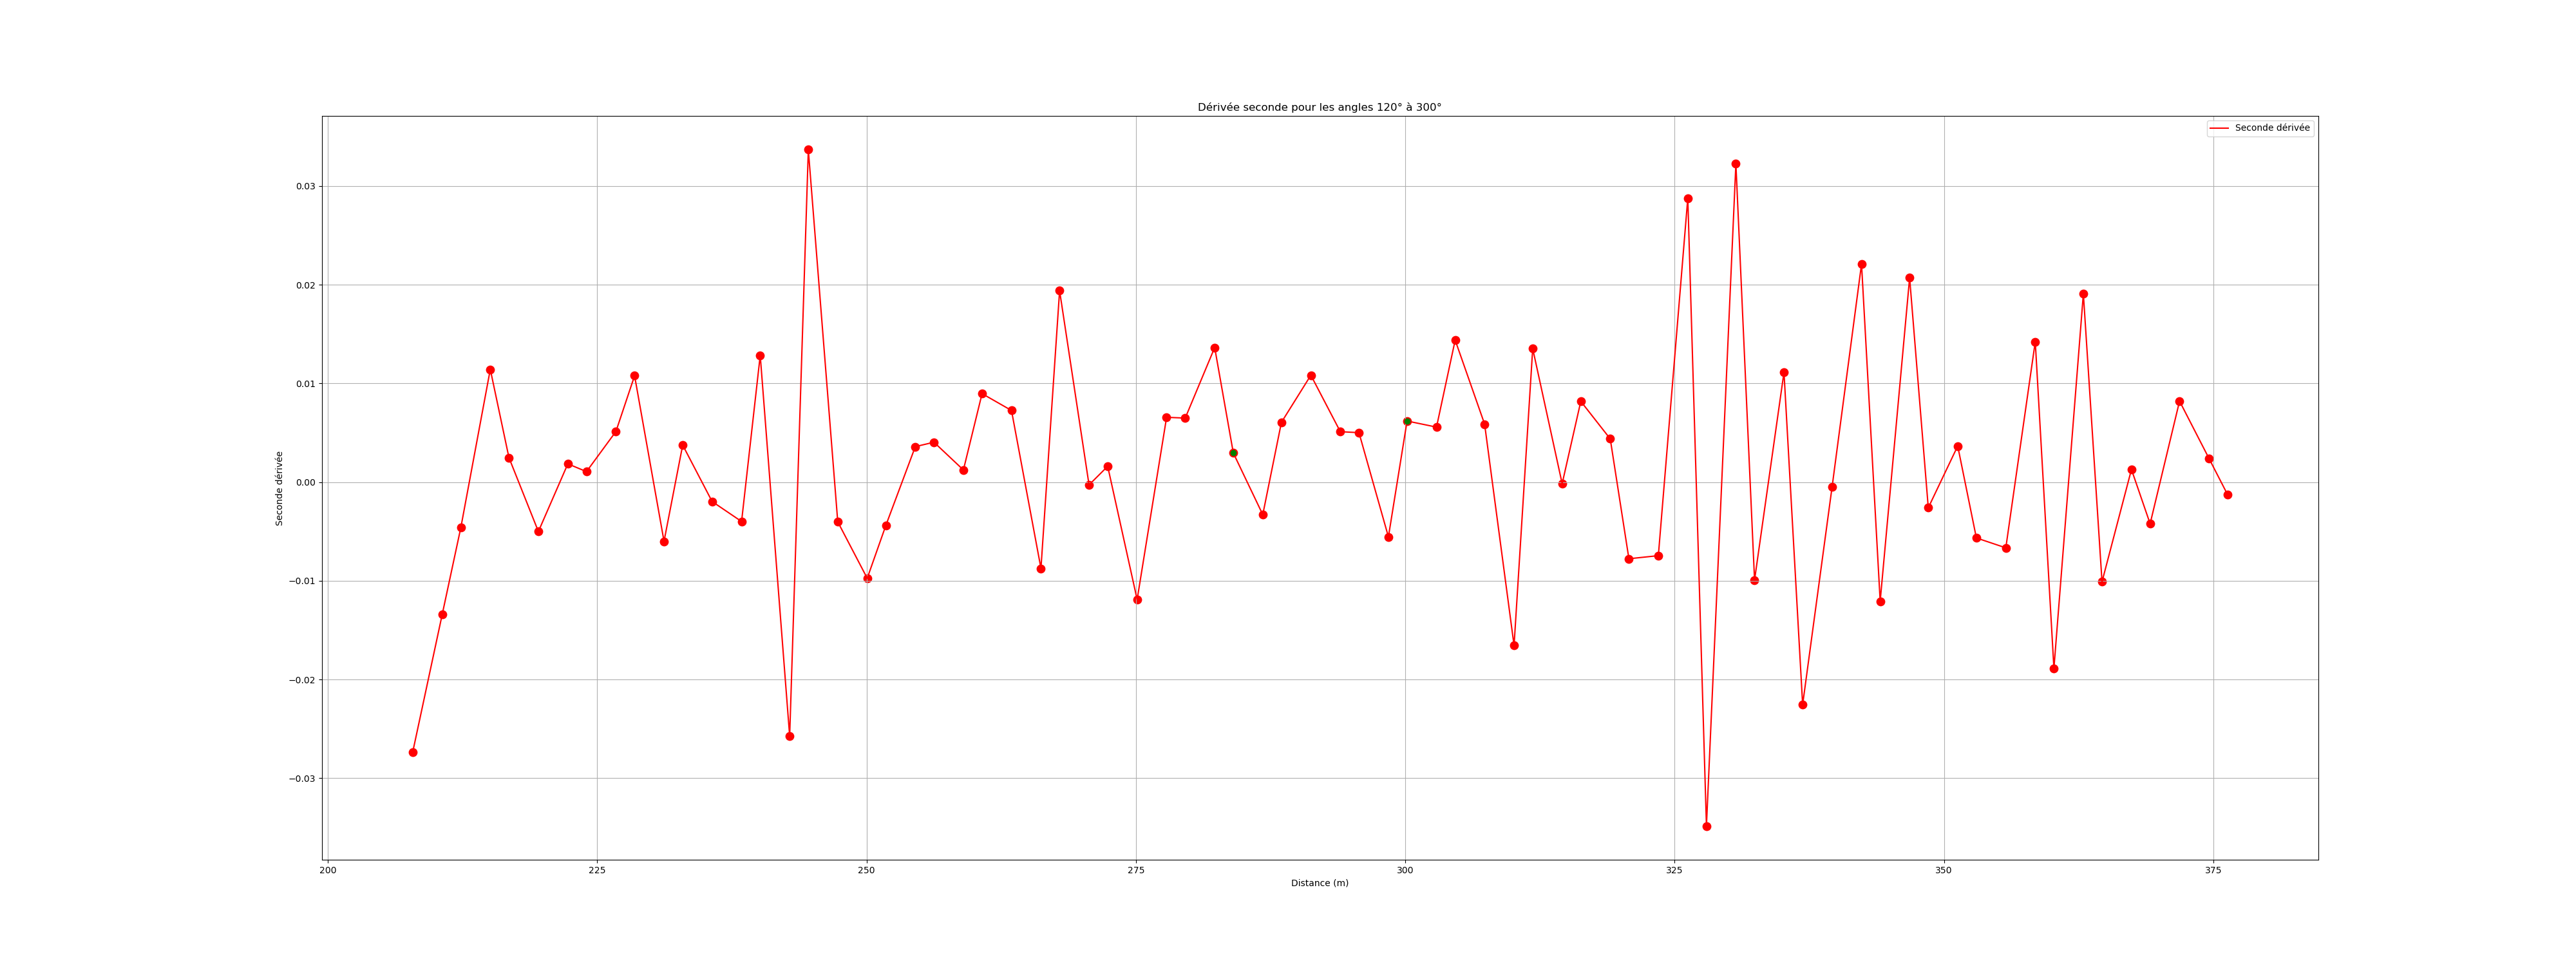 Dérivée seconde pour les angles 120° à 300°
Seconde dérivée
0.03
0.02
0.01
0.00
−0.01
−0.02
−0.03
Seconde dérivée
200 225 250 275 300 325 350 375
Distance (m)